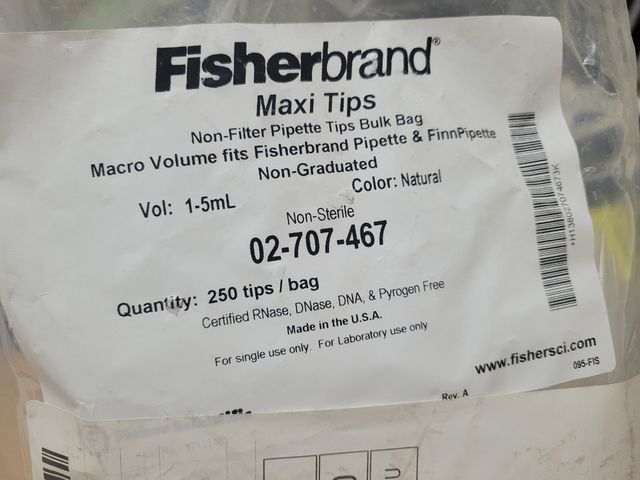 Fisherbrand®
Maxi Tips
Non-Filter Pipette Tips Bulk Bag
Macro Volume fits Fisherbrand Pipette & FinnPipette
Non-Graduated
Vol: 1-5mL Color: Natural
Non-Sterile
02-707-467
Quantity: 250 tips / bag
Certified RNase, DNase, DNA, & Pyrogen Free
Made in the U.S.A.
For single use only. For Laboratory use only
www.fishersci.com
095-FIS
Rev. A